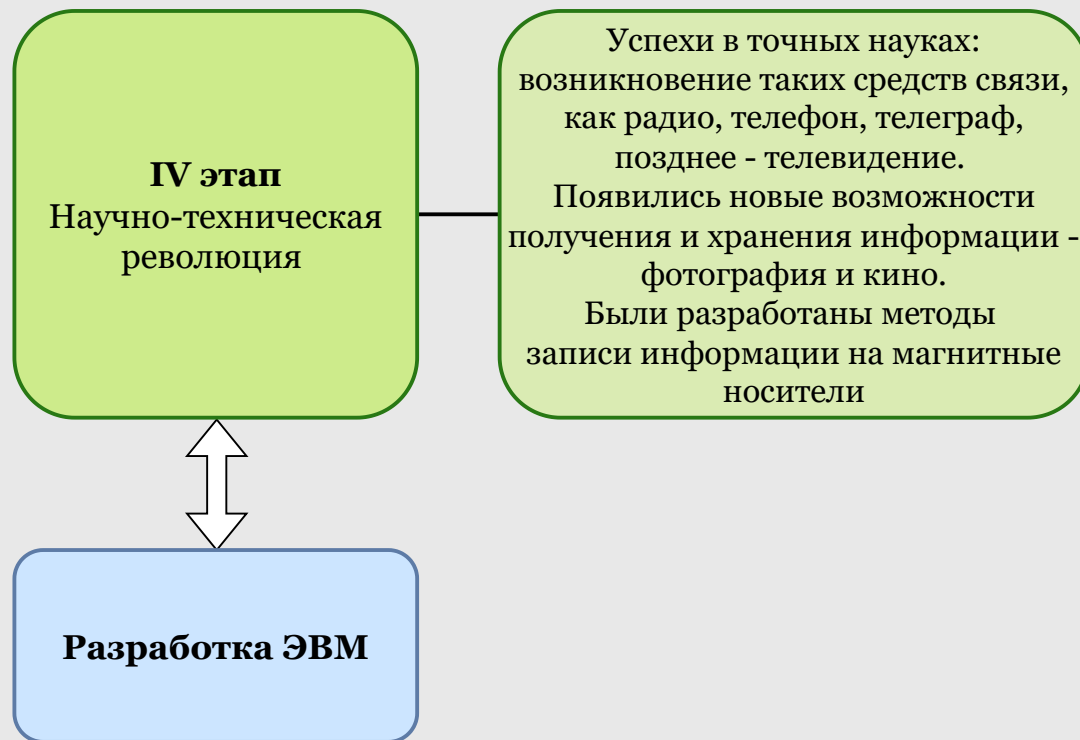 IV этап
Научно-техническая
революция
Успехи в точных науках:
возникновение таких средств связи,
как радио, телефон, телеграф,
позднее - телевидение.
Появились новые возможности
получения и хранения информации -
фотография и кино.
Были разработаны методы
записи информации на магнитные
носители
Разработка ЭВМ